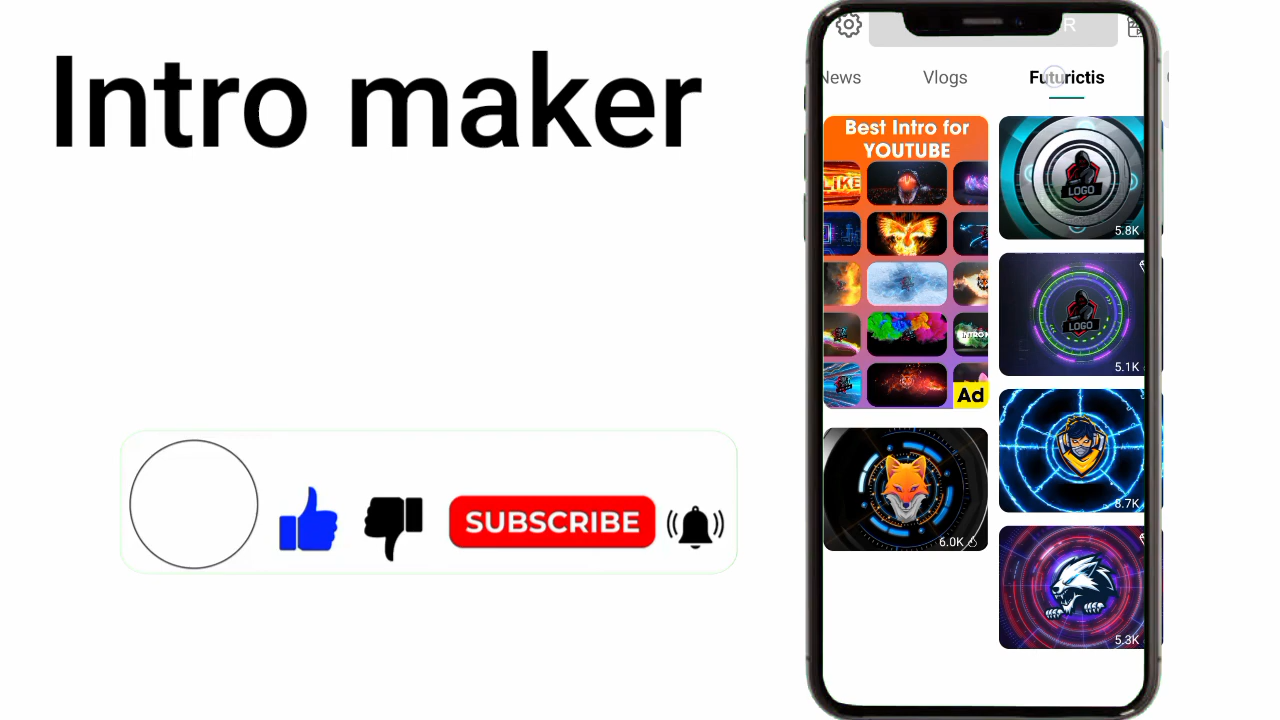 Intro maker
SUBSCRIBE
News
Vlogs
Futurictis
Best Intro for
YOUTUBE
LIKE
Ad
6.0K
LOGO
5.8K
LOGO
5.1K
8.7K
5.3K